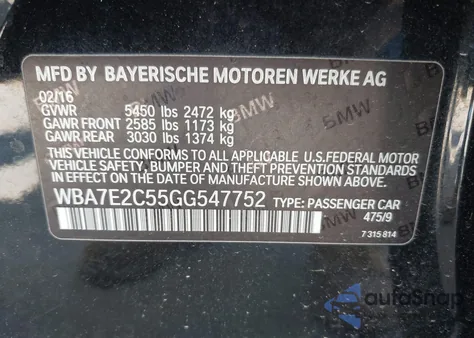 MFD BY BAYERISCHE MOTOREN WERKE AG
02/16
GVWR 5450 lbs 2472 kg
GAWR FRONT 2585 lbs 1173 kg
GAWR REAR 3030 lbs 1374 kg
THIS CAR CONFORMS TO ALL APPLICABLE U.S.FEDERAL MOTOR
VEHICLE SAFETY, BUMPER, AND THEFT PREVENTION STANDARDS
IN EFFECT ON THE DATE OF MANUFACTURE SHOWN ABOVE.
WBA7E2C55GG547752 TYPE: PASSENGER CAR
475/9
7 315 814
autoSnap